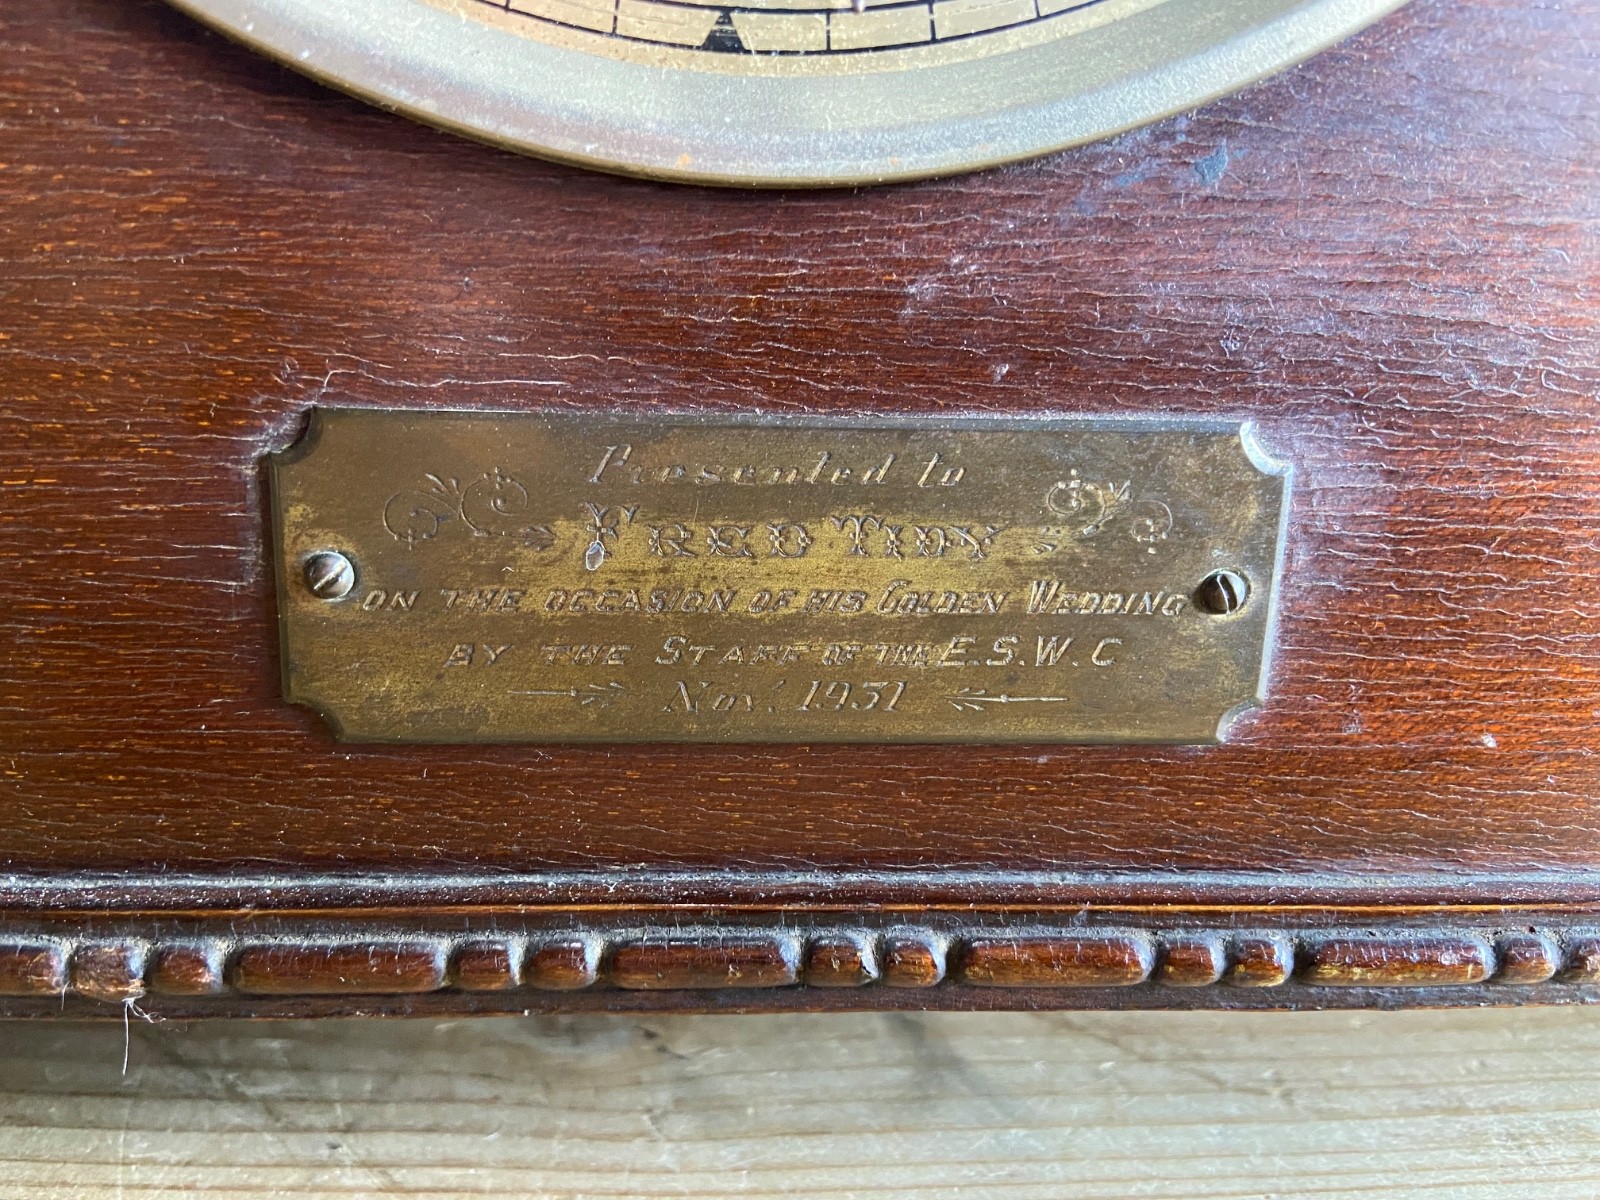 Presented to
FRED TIDY
ON THE OCCASION OF HIS GOLDEN WEDDING
BY THE STAFF OF THE E.S.W.C
Nov: 1931